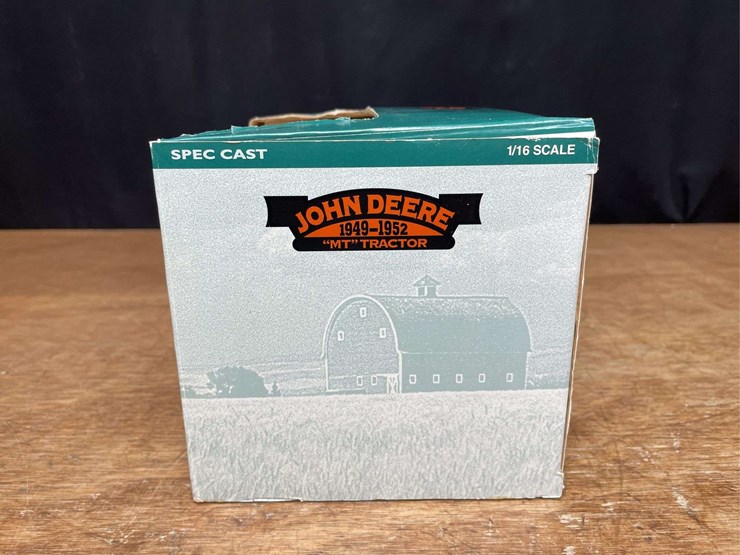 SPEC CAST
1/16 SCALE
JOHN DEERE
1949–1952
“MT” TRACTOR